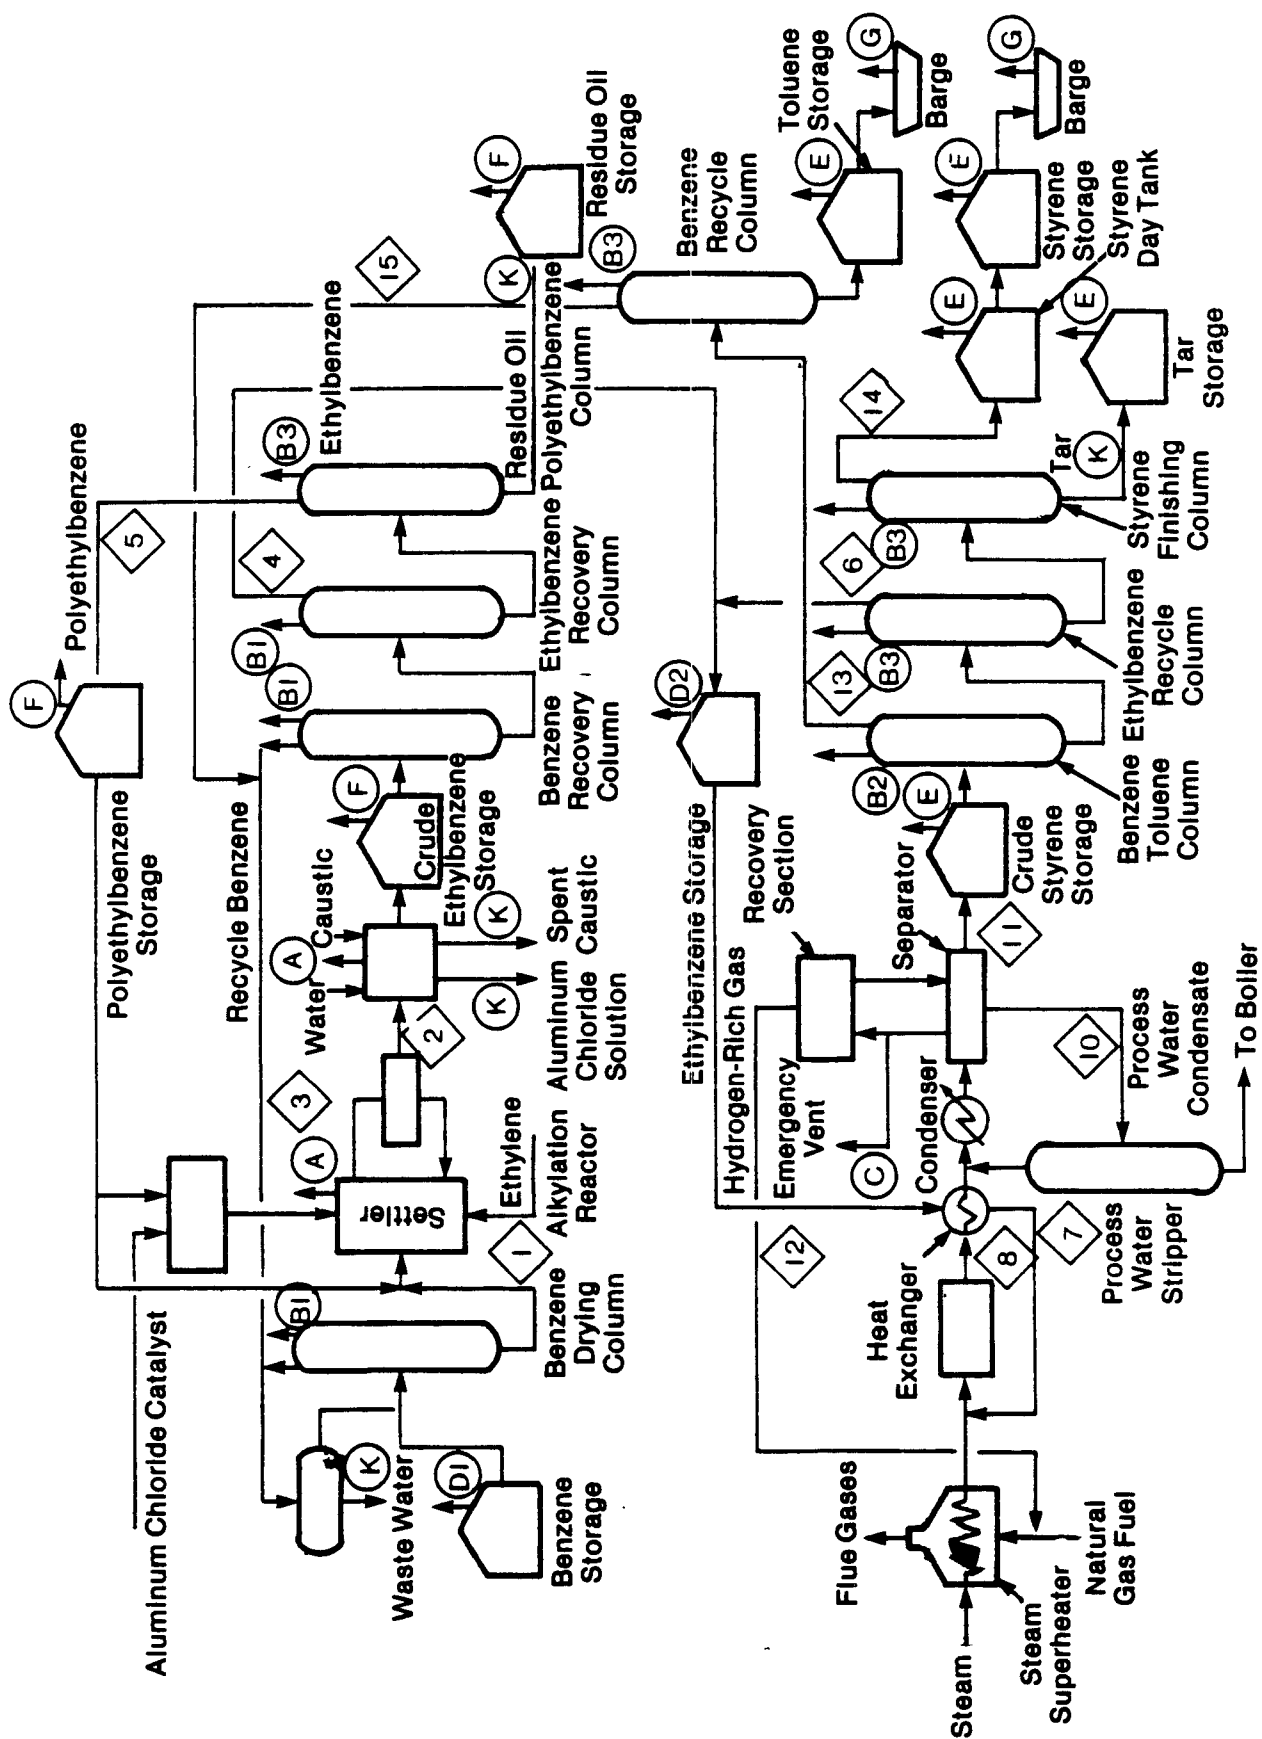 Aluminum Chloride Catalyst
Polyethylbenzene
Storage
F
Polyethylbenzene
5
Recycle Benzene
3
4
15
Ethylbenzene
B1
A
Settler
2
Water
A
Caustic
F
Crude
Ethylbenzene
Storage
B1
B1
B3
F
Residue Oil
Storage
K
K
Waste Water
D1
Benzene
Storage
Benzene
Drying
Column
1
Ethylene
Alkylation
Reactor
K
K
Aluminum
Chloride
Solution
Spent
Caustic
Benzene
Recovery
Column
Ethylbenzene
Recovery
Column
Residue Oil
Polyethylbenzene
Column
B3
Benzene
Recycle
Column
Toluene
Storage
E
G
Barge
Ethylbenzene Storage
D2
Hydrogen-Rich Gas
Recovery
Section
Emergency
Vent
C
12
Flue Gases
Steam
Steam
Superheater
Natural
Gas Fuel
Heat
Exchanger
8
7
Condenser
Separator
11
10
Process
Water
Condensate
Process
Water
Stripper
To Boiler
E
Crude
Styrene
Storage
B2
13
B3
6
B3
14
Benzene
Toluene
Column
Ethylbenzene
Recycle
Column
Styrene
Finishing
Column
Tar
K
E
Tar
Storage
E
Styrene
Day Tank
E
Styrene
Storage
G
Barge